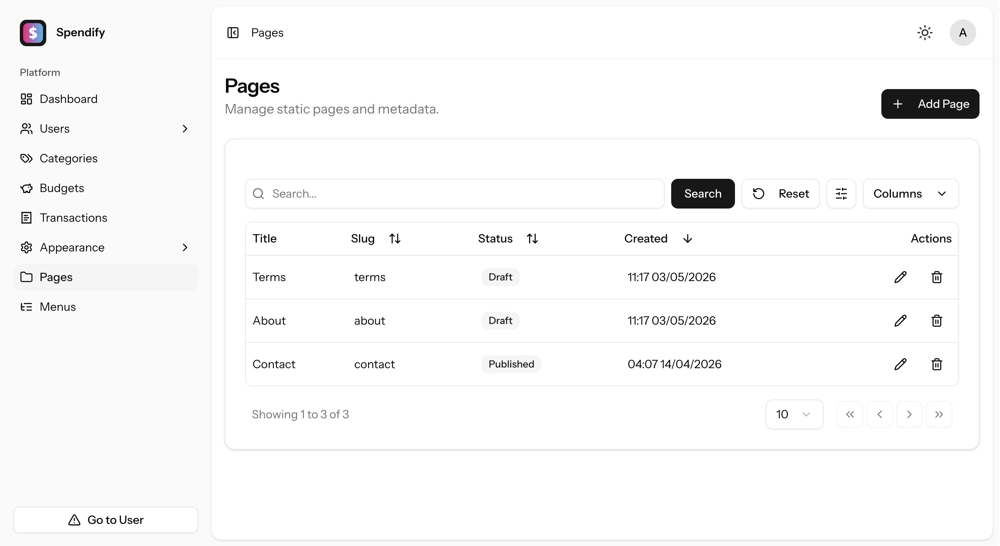 $
Spendify
Platform
Dashboard
Users
Categories
Budgets
Transactions
Appearance
Pages
Menus
Go to User
Pages
A
Pages
Manage static pages and metadata.
Add Page
Search...
Search
Reset
Columns
Title Slug Status Created Actions
Terms terms Draft 11:17 03/05/2026
About about Draft 11:17 03/05/2026
Contact contact Published 04:07 14/04/2026
Showing 1 to 3 of 3
10